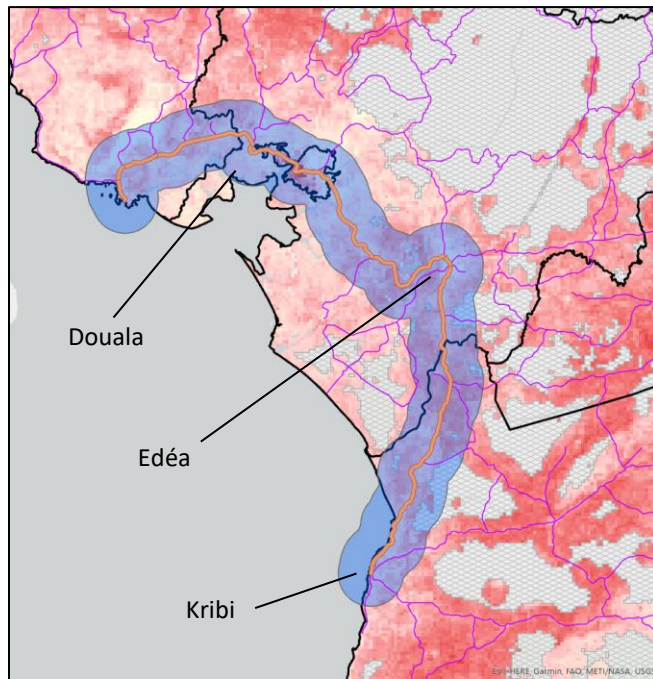 Douala
Edéa
Kribi
Esri, HERE, Garmin, FAO, METI/NASA, USGS